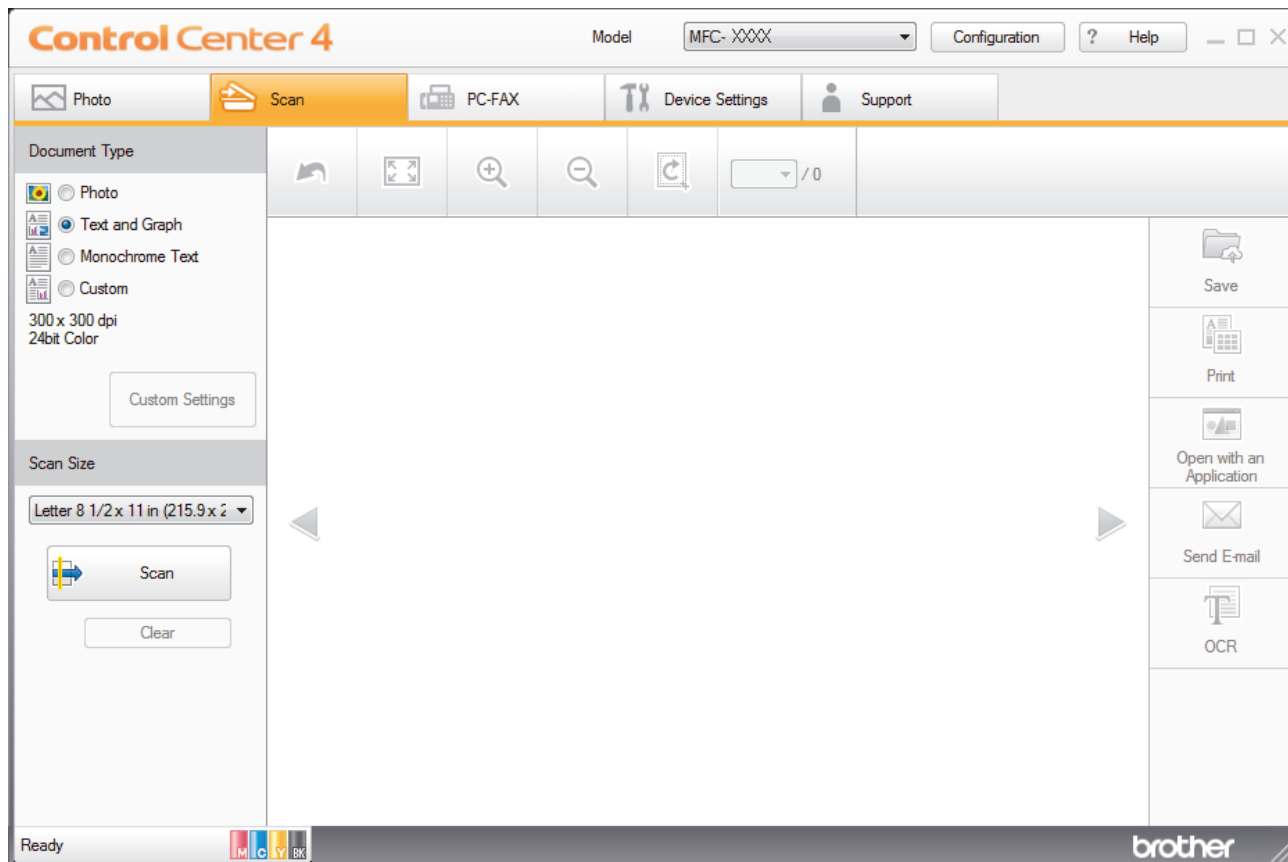 Control Center 4
Model
MFC- XXXX
Configuration
? Help
Photo
Scan
PC-FAX
Device Settings
Support
Document Type
Photo
Text and Graph
Monochrome Text
Custom
300 x 300 dpi
24bit Color
Custom Settings
Scan Size
Letter 8 1/2 x 11 in (215.9 x 2
Scan
Clear
/ 0
Save
Print
Open with an
Application
Send E-mail
OCR
Ready
M C Y BK
brother